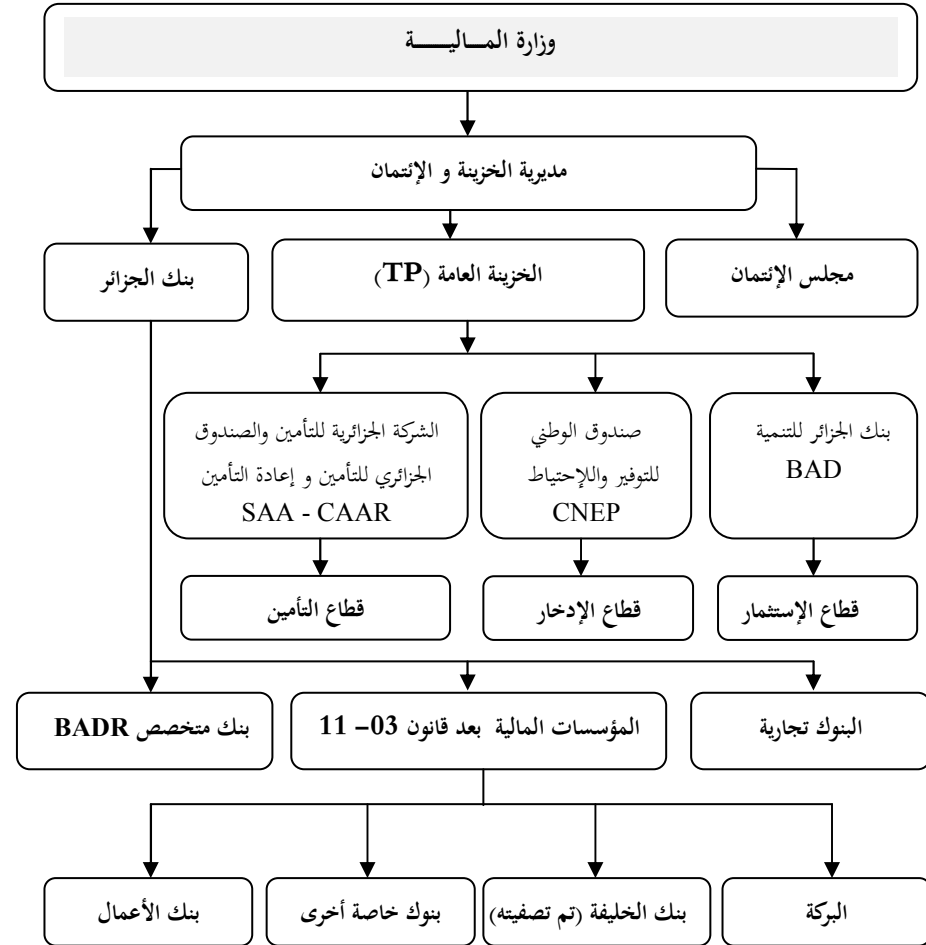 وزارة المــاليـــــة
مديرية الخزينة و الإئتمان
مجلس الإئتمان
الخزينة العامة (TP)
بنك الجزائر
بنك الجزائر للتنمية
BAD
صندوق الوطني
للتوفير واللإحتياط
CNEP
الشركة الجزائرية للتأمين والصندوق
الجزائري للتأمين و إعادة التأمين
SAA - CAAR
قطاع الإستثمار
قطاع الإدخار
قطاع التأمين
البنوك تجارية
المؤسسات المالية بعد قانون 03– 11
بنك متخصص BADR
البركة
بنك الخليفة (تم تصفيته)
بنوك خاصة أخرى
بنك الأعمال